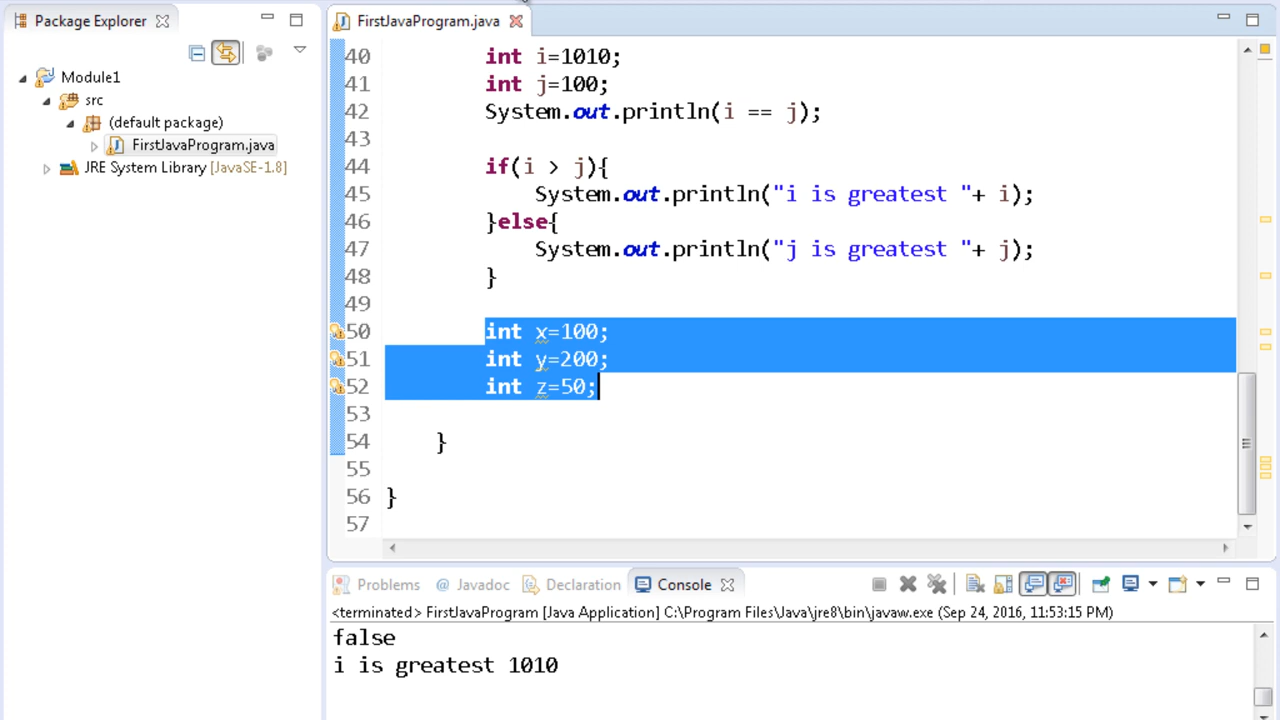 Package Explorer
Module1
src
(default package)
FirstJavaProgram.java
JRE System Library [JavaSE-1.8]
FirstJavaProgram.java
40 int i=1010;
41 int j=100;
42 System.out.println(i == j);
43
44 if(i > j){
45 System.out.println("i is greatest "+ i);
46 }else{
47 System.out.println("j is greatest "+ j);
48 }
49
50 int x=100;
51 int y=200;
52 int z=50;
53
54 }
55
56 }
57
Problems @ Javadoc Declaration Console
<terminated> FirstJavaProgram [Java Application] C:\Program Files\Java\jre8\bin\javaw.exe (Sep 24, 2016, 11:53:15 PM)
false
i is greatest 1010